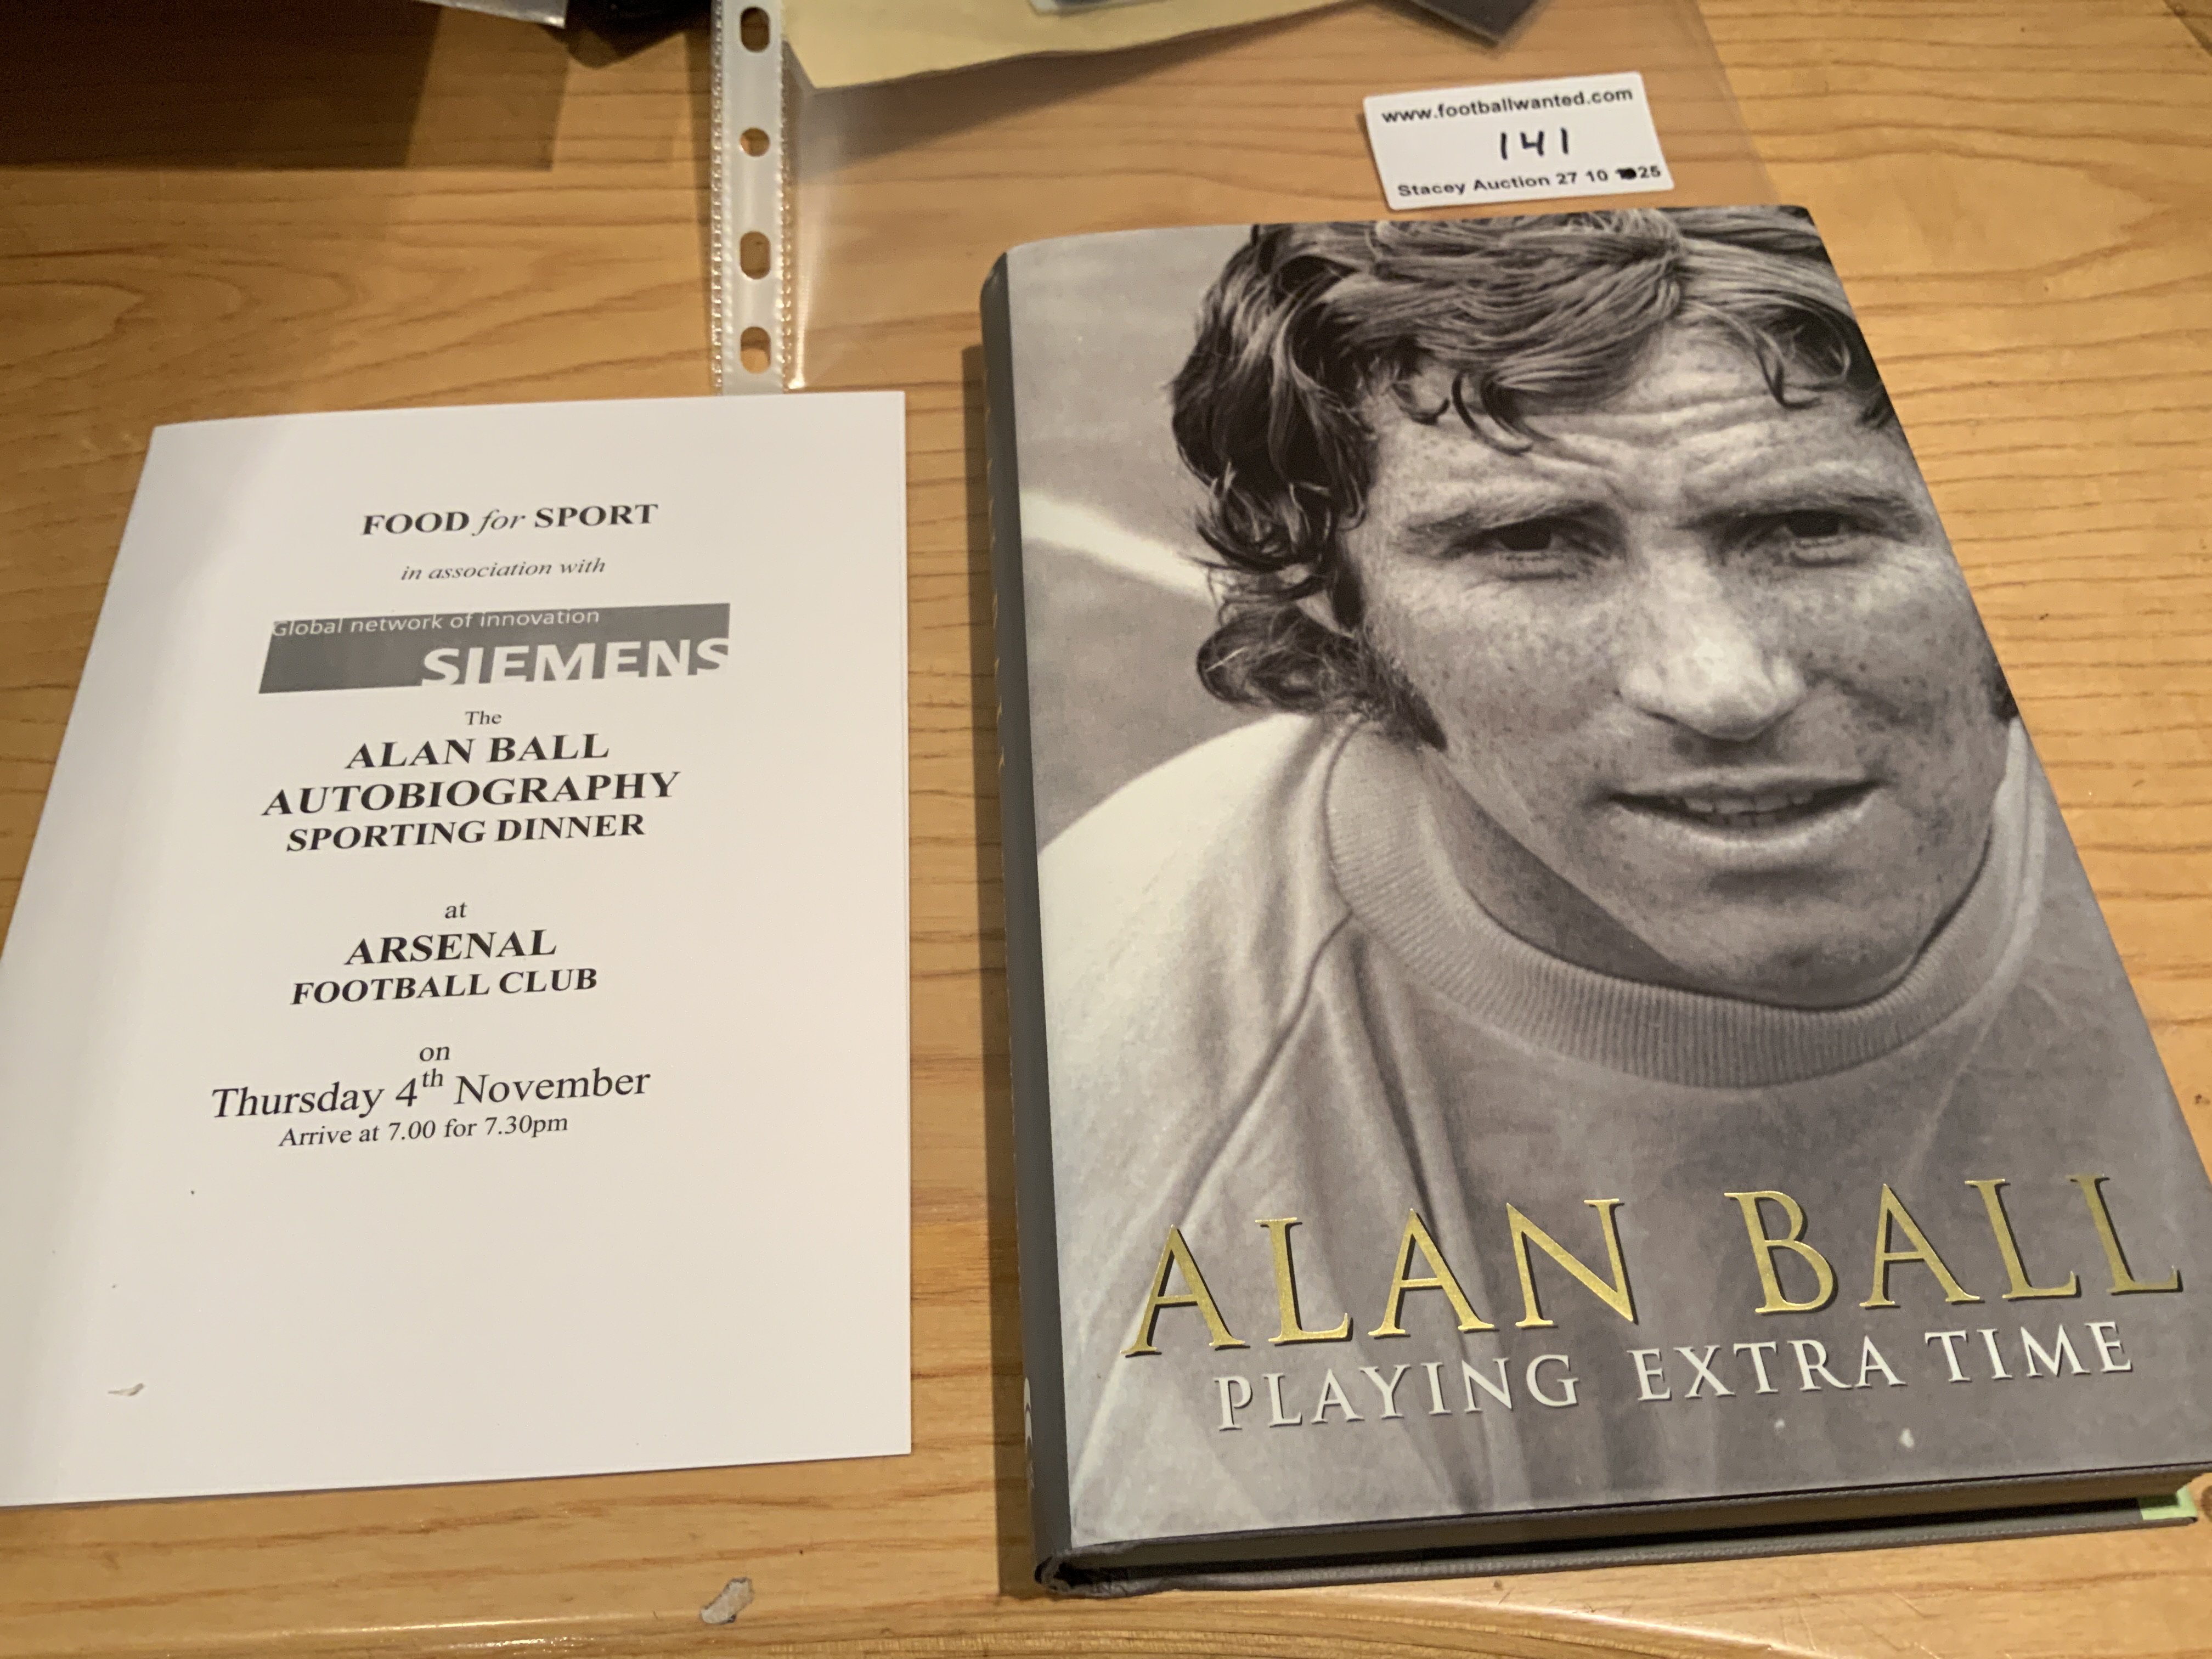 FOOD for SPORT
in association with
Global network of innovation
SIEMENS
The
ALAN BALL
AUTOBIOGRAPHY
SPORTING DINNER
at
ARSENAL
FOOTBALL CLUB
on
Thursday 4th November
Arrive at 7.00 for 7.30pm
www.footballwanted.com
141
Stacey Auction 27 10 25
ALAN BALL
PLAYING EXTRA TIME